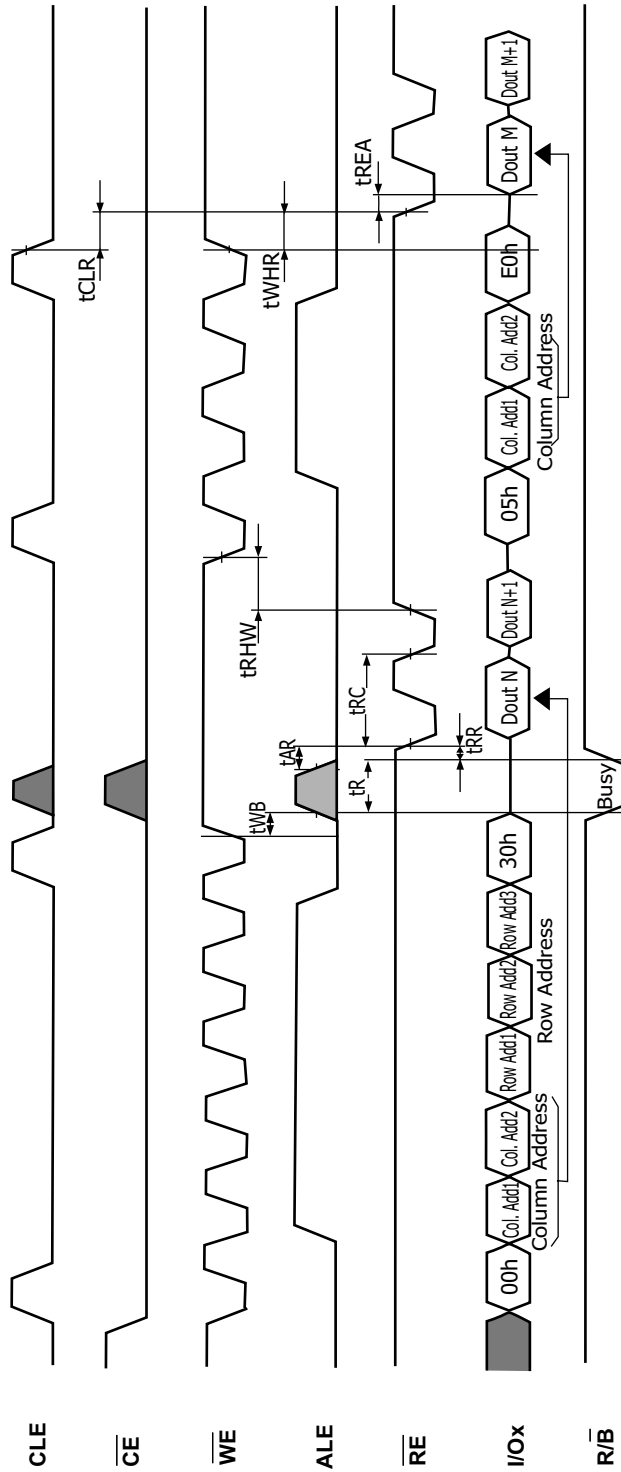 CLE
tCLR
CE
WE
tWB
tRHW
tWHR
ALE
tAR
RE
tR
tRR
tRC
tREA
I/Ox
00h
Col. Add1
Col. Add2
Row Add1
Row Add2
Row Add3
30h
Dout N
Dout N+1
05h
Col. Add1
Col. Add2
E0h
Dout M
Dout M+1
Column Address
Row Address
Column Address
R/B
Busy